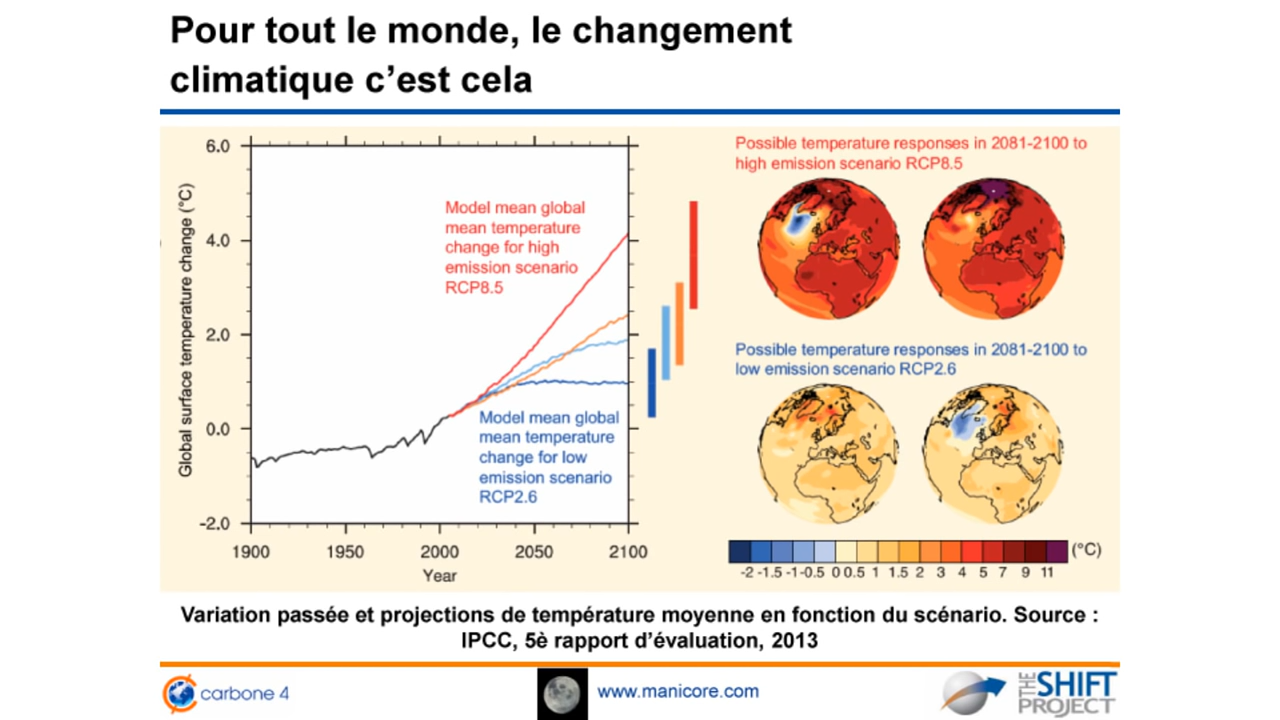 Pour tout le monde, le changement
climatique c’est cela
6.0
4.0
2.0
0.0
-2.0
Global surface temperature change (°C)
1900
1950
2000
2050
2100
Year
Model mean global
mean temperature
change for high
emission scenario
RCP8.5
Model mean global
mean temperature
change for low
emission scenario
RCP2.6
Possible temperature responses in 2081-2100 to
high emission scenario RCP8.5
Possible temperature responses in 2081-2100 to
low emission scenario RCP2.6
-2 -1.5 -1 -0.5 0 0.5 1 1.5 2 3 4 5 7 9 11 (°C)
Variation passée et projections de température moyenne en fonction du scénario. Source :
IPCC, 5è rapport d’évaluation, 2013
carbone 4
www.manicore.com
THE SHIFT
PROJECT